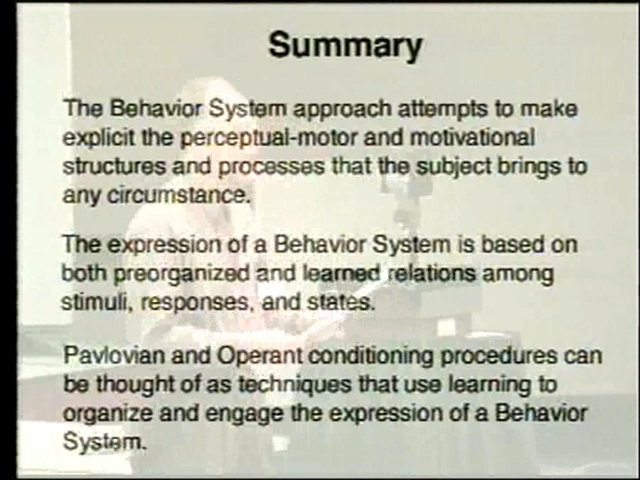 Summary
The Behavior System approach attempts to make
explicit the perceptual-motor and motivational
structures and processes that the subject brings to
any circumstance.
The expression of a Behavior System is based on
both preorganized and learned relations among
stimuli, responses, and states.
Pavlovian and Operant conditioning procedures can
be thought of as techniques that use learning to
organize and engage the expression of a Behavior
System.